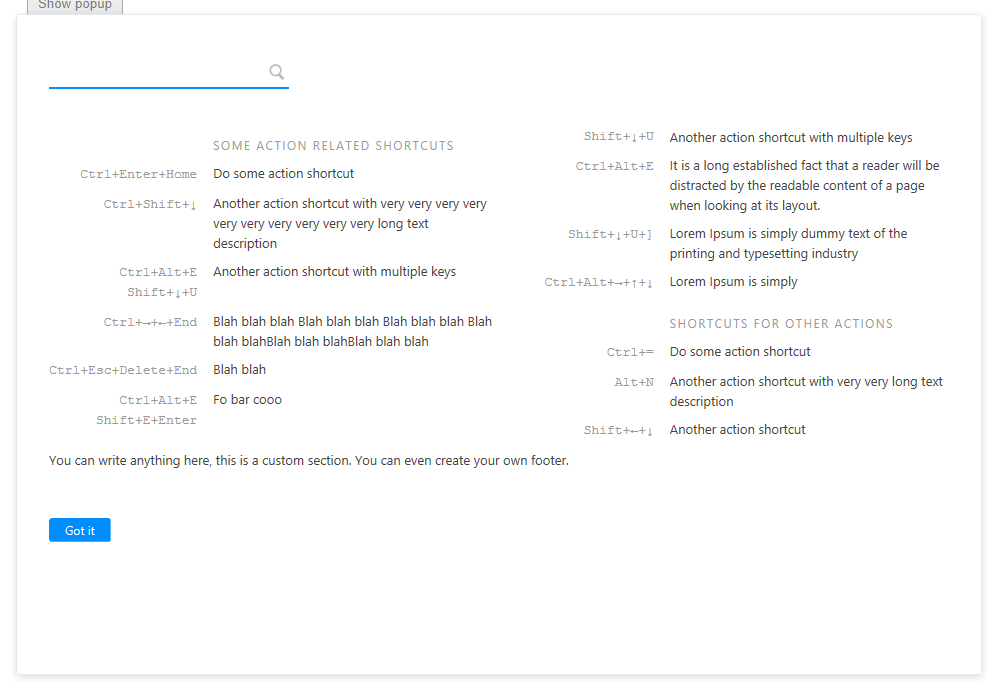 Show popup
SOME ACTION RELATED SHORTCUTS
Ctrl+Enter+Home Do some action shortcut
Ctrl+Shift+↓ Another action shortcut with very very very very
very very very very very very long text
description
Ctrl+Alt+E Another action shortcut with multiple keys
Shift+↓+U
Ctrl+→+←+End Blah blah blah Blah blah blah Blah blah blah Blah
blah blahBlah blah blahBlah blah blah
Ctrl+Esc+Delete+End Blah blah
Ctrl+Alt+E Fo bar cooo
Shift+E+Enter
Shift+↓+U Another action shortcut with multiple keys
Ctrl+Alt+E It is a long established fact that a reader will be
distracted by the readable content of a page
when looking at its layout.
Shift+↓+U+] Lorem Ipsum is simply dummy text of the
printing and typesetting industry
Ctrl+Alt+→+↑+↓ Lorem Ipsum is simply
SHORTCUTS FOR OTHER ACTIONS
Ctrl+= Do some action shortcut
Alt+N Another action shortcut with very very long text
description
Shift+←+↓ Another action shortcut
You can write anything here, this is a custom section. You can even create your own footer.
Got it